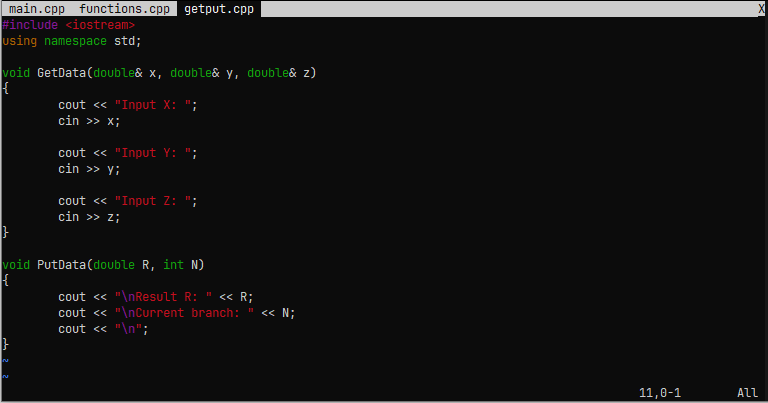 main.cpp functions.cpp getput.cpp X
#include <iostream>
using namespace std;

void GetData(double& x, double& y, double& z)
{
        cout << "Input X: ";
        cin >> x;

        cout << "Input Y: ";
        cin >> y;

        cout << "Input Z: ";
        cin >> z;
}

void PutData(double R, int N)
{
        cout << "\nResult R: " << R;
        cout << "\nCurrent branch: " << N;
        cout << "\n";
}
~
~
11,0-1 All